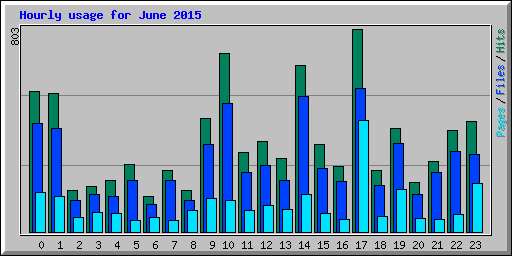 Hourly usage for June 2015
803
Pages/Files/Hits
0 1 2 3 4 5 6 7 8 9 10 11 12 13 14 15 16 17 18 19 20 21 22 23